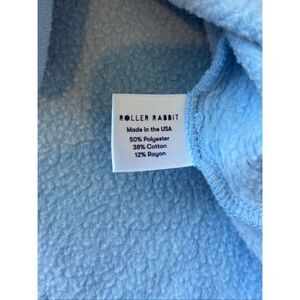 ROLLER RABBIT
Made in the USA
50% Polyester
38% Cotton
12% Rayon